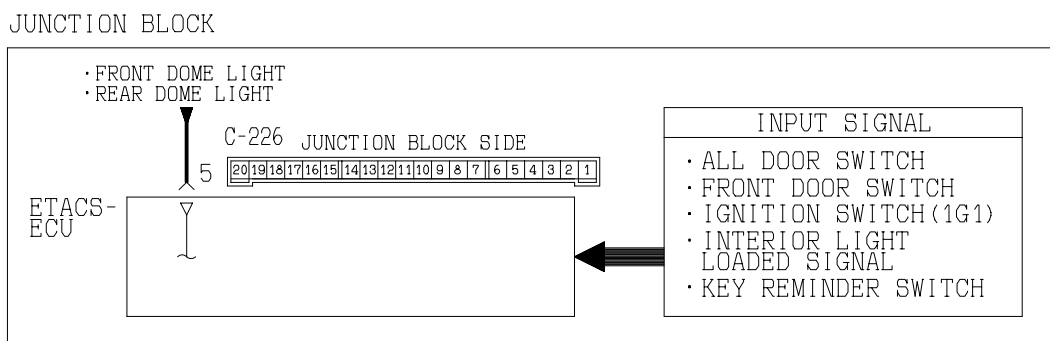 JUNCTION BLOCK
·FRONT DOME LIGHT
·REAR DOME LIGHT
C-226 JUNCTION BLOCK SIDE
5
20 19 18 17 16 15 14 13 12 11 10 9 8 7 6 5 4 3 2 1
ETACS-
ECU
INPUT SIGNAL
·ALL DOOR SWITCH
·FRONT DOOR SWITCH
·IGNITION SWITCH(1G1)
·INTERIOR LIGHT
LOADED SIGNAL
·KEY REMINDER SWITCH